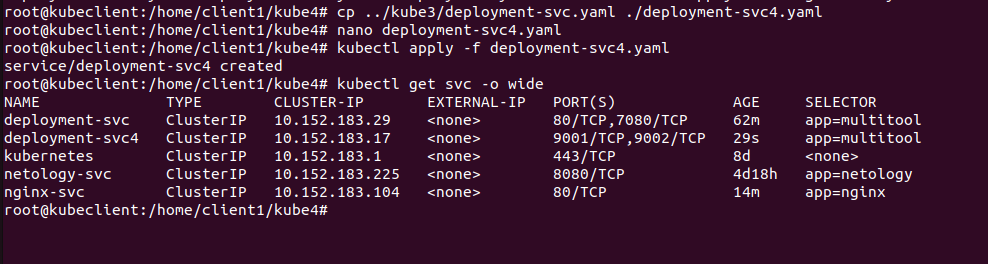 root@kubeclient:/home/client1/kube4# cp ../kube3/deployment-svc.yaml ./deployment-svc4.yaml
root@kubeclient:/home/client1/kube4# nano deployment-svc4.yaml
root@kubeclient:/home/client1/kube4# kubectl apply -f deployment-svc4.yaml
service/deployment-svc4 created
root@kubeclient:/home/client1/kube4# kubectl get svc -o wide
NAME TYPE CLUSTER-IP EXTERNAL-IP PORT(S) AGE SELECTOR
deployment-svc ClusterIP 10.152.183.29 <none> 80/TCP,7080/TCP 62m app=multitool
deployment-svc4 ClusterIP 10.152.183.17 <none> 9001/TCP,9002/TCP 29s app=multitool
kubernetes ClusterIP 10.152.183.1 <none> 443/TCP 8d <none>
netology-svc ClusterIP 10.152.183.225 <none> 8080/TCP 4d18h app=netology
nginx-svc ClusterIP 10.152.183.104 <none> 80/TCP 14m app=nginx
root@kubeclient:/home/client1/kube4#